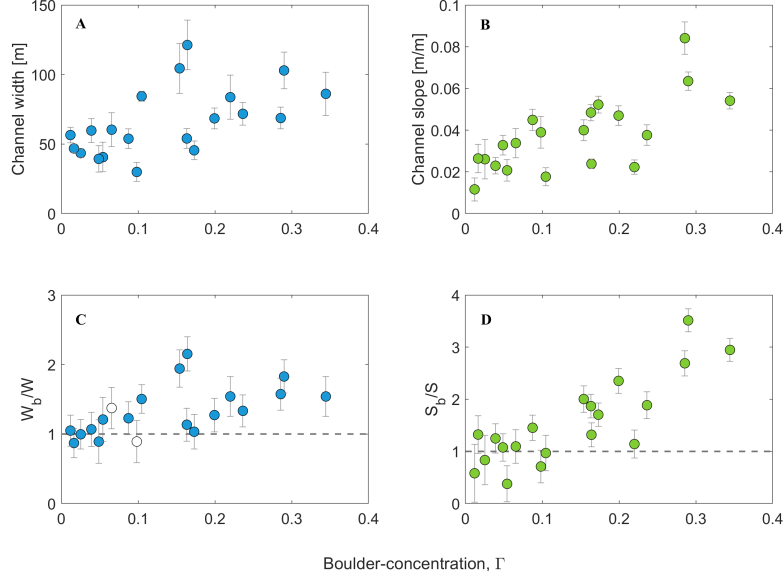 A
Channel width [m]
150
100
50
0
0 0.1 0.2 0.3 0.4
B
Channel slope [m/m]
0.1
0.08
0.06
0.04
0.02
0
0 0.1 0.2 0.3 0.4
C
W_b/W
3
2
1
0
0 0.1 0.2 0.3 0.4
D
S_b/S
4
3
2
1
0
0 0.1 0.2 0.3 0.4
Boulder-concentration, Γ